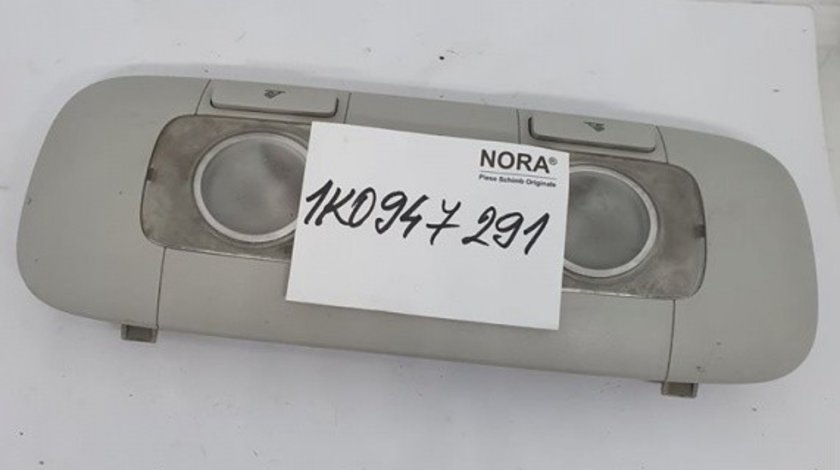 NORA®
Piese Schimb Originale
1K0947291